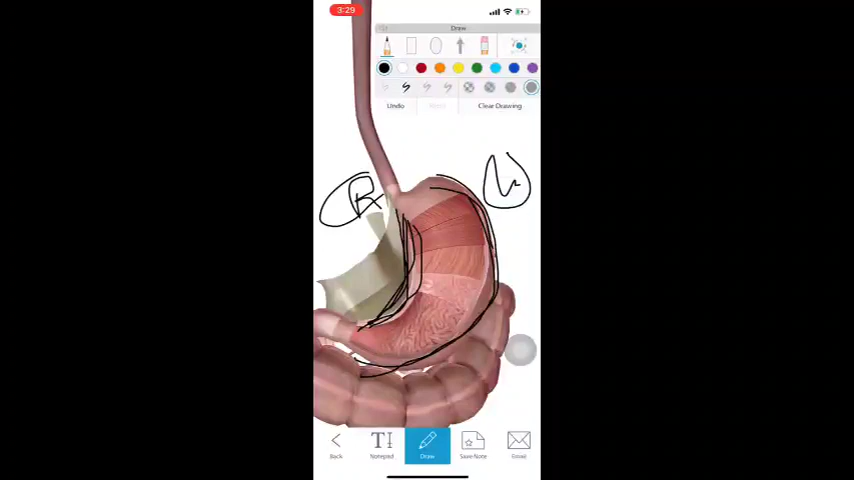 3:29
Draw
Undo
Clear Drawing
R
L
Back
Notepad
Draw
Save Note
Email